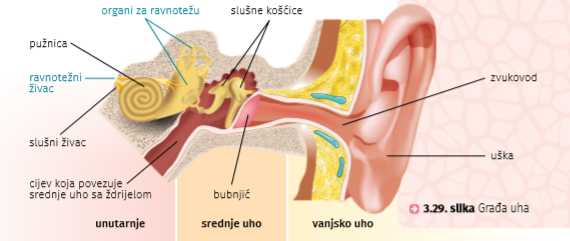 organi za ravnotežu
slušne košćice
pužnica
ravnotežni
živac
zvukovod
slušni živac
uška
cijev koja povezuje
srednje uho sa ždrijelom
bubnjić
3.29. slika Građa uha
unutarnje
srednje uho
vanjsko uho